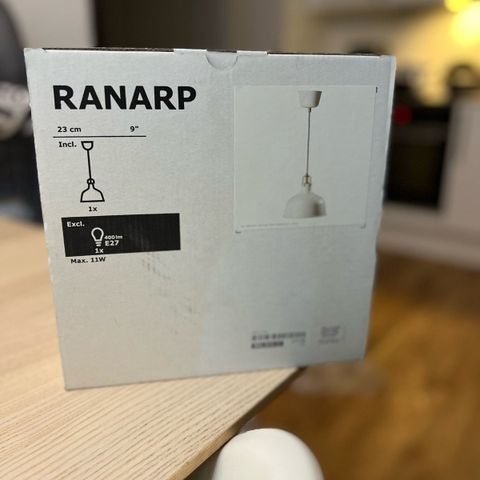 RANARP
23 cm 9"
Incl.
1x
Excl.
400lm
E27
1x
Max. 11W